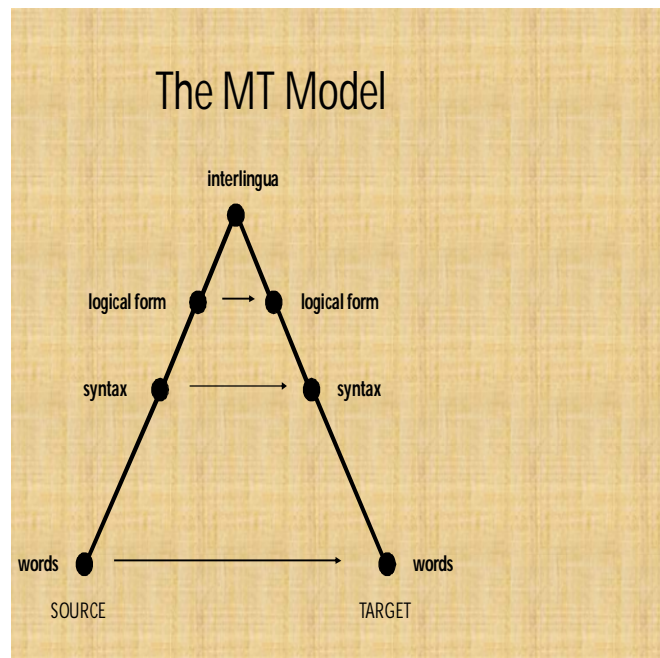 The MT Model
interlingua
logical form logical form
syntax syntax
words words
SOURCE TARGET